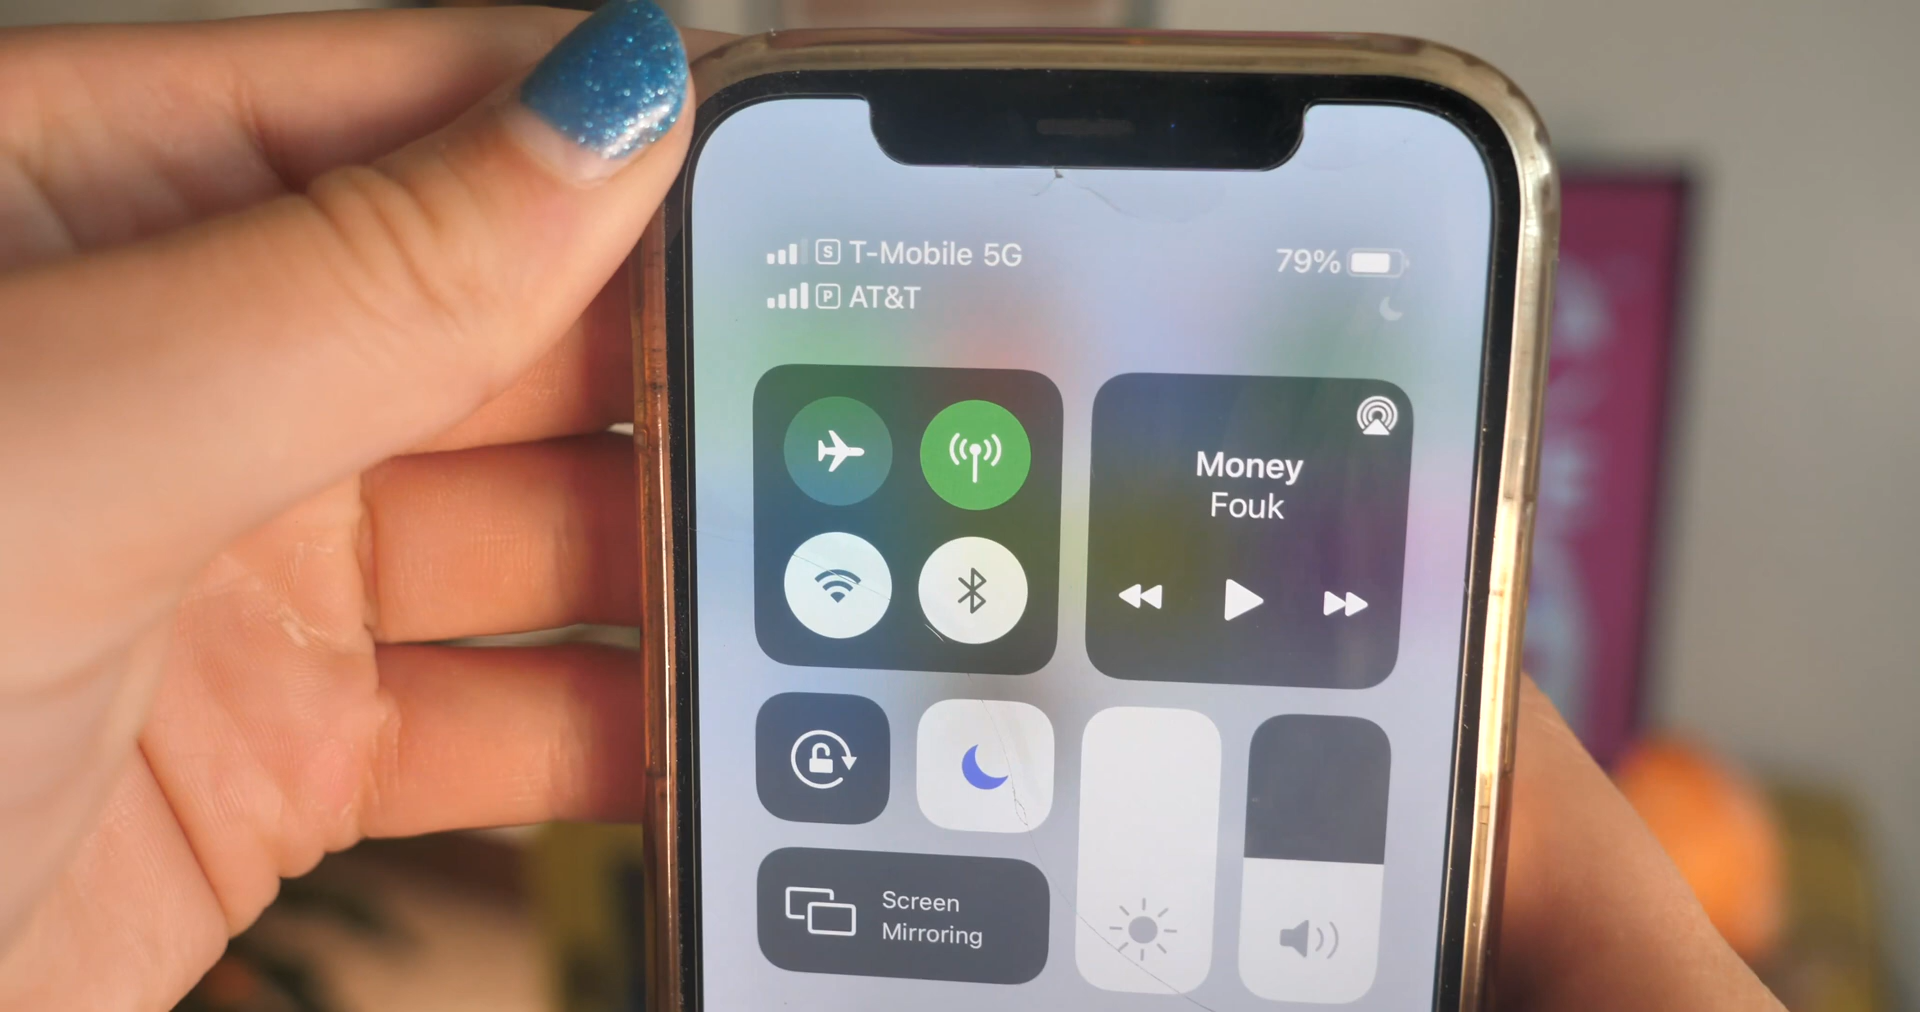 S T-Mobile 5G
79%
P AT&T
Money
Fouk
Screen
Mirroring